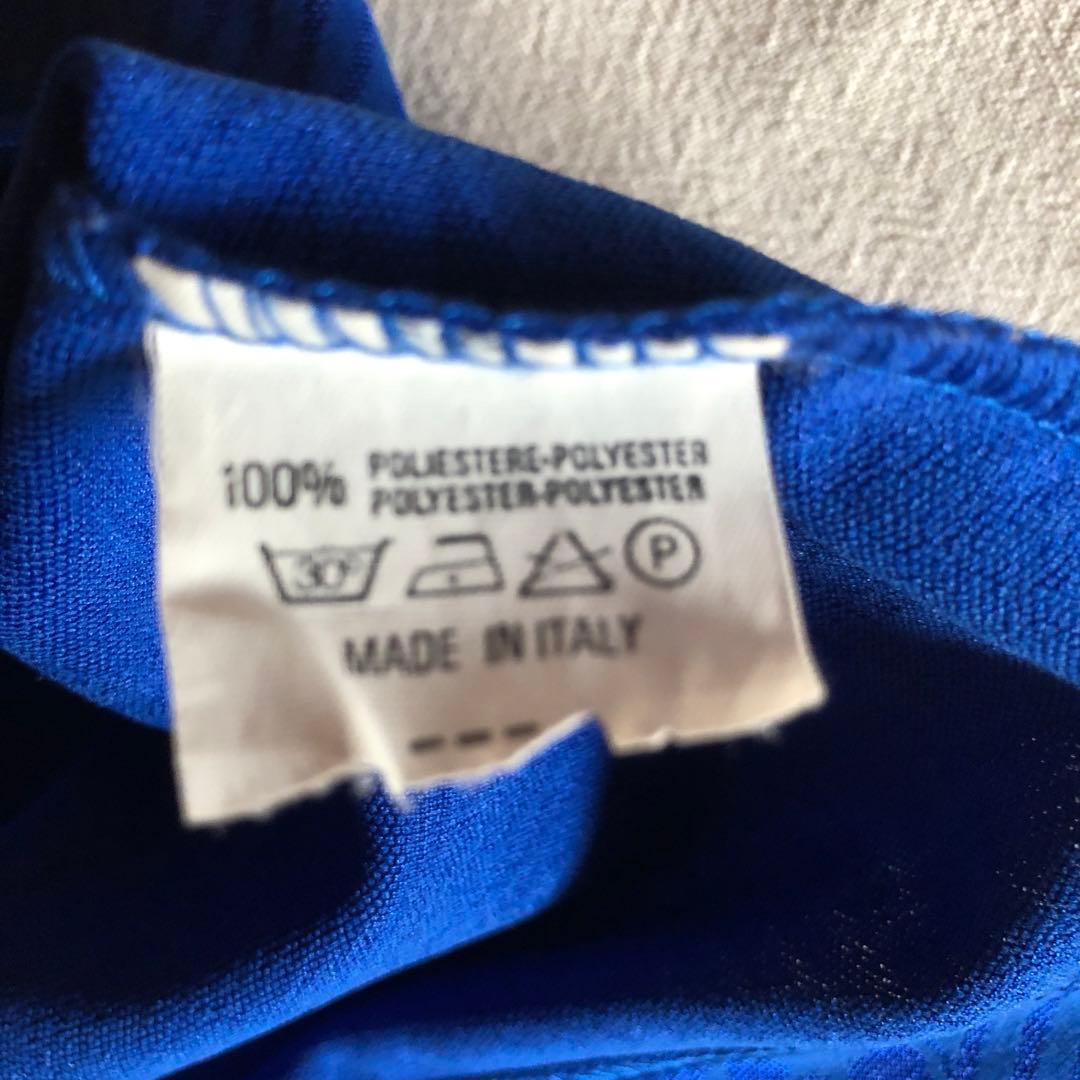 100% POLIESTERE-POLYESTER
POLYESTER-POLYESTER
30° P
MADE IN ITALY
---